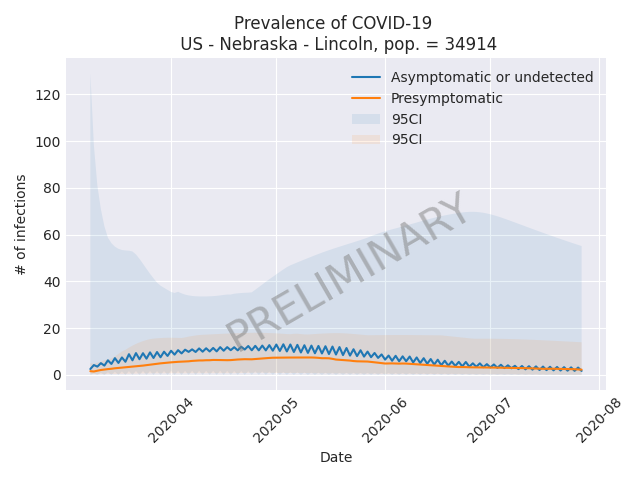 Prevalence of COVID-19
US - Nebraska - Lincoln, pop. = 34914
Asymptomatic or undetected
Presymptomatic
95CI
95CI
# of infections
120
100
80
60
40
20
0
PRELIMINARY
2020-04
2020-05
2020-06
2020-07
2020-08
Date